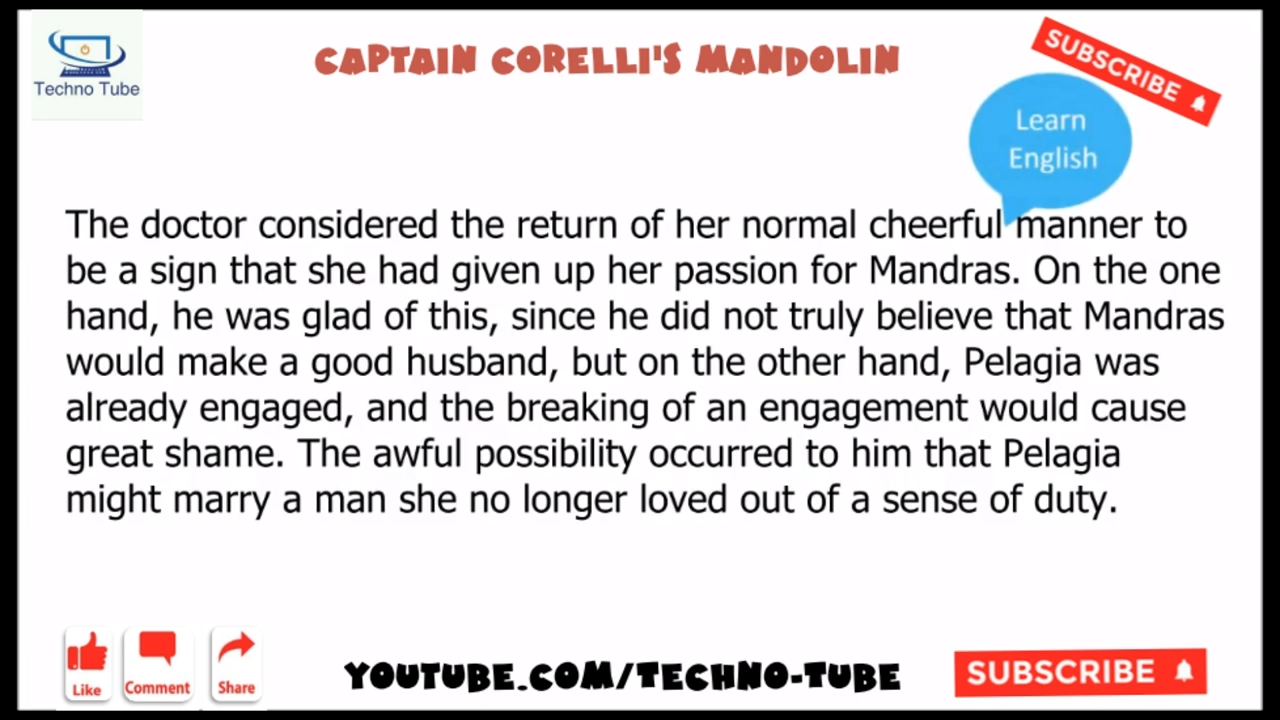 Techno Tube
CAPTAIN CORELLI'S MANDOLIN
SUBSCRIBE
Learn
English
The doctor considered the return of her normal cheerful manner to
be a sign that she had given up her passion for Mandras. On the one
hand, he was glad of this, since he did not truly believe that Mandras
would make a good husband, but on the other hand, Pelagia was
already engaged, and the breaking of an engagement would cause
great shame. The awful possibility occurred to him that Pelagia
might marry a man she no longer loved out of a sense of duty.
Like
Comment
Share
YOUTUBE.COM/TECHNO-TUBE
SUBSCRIBE